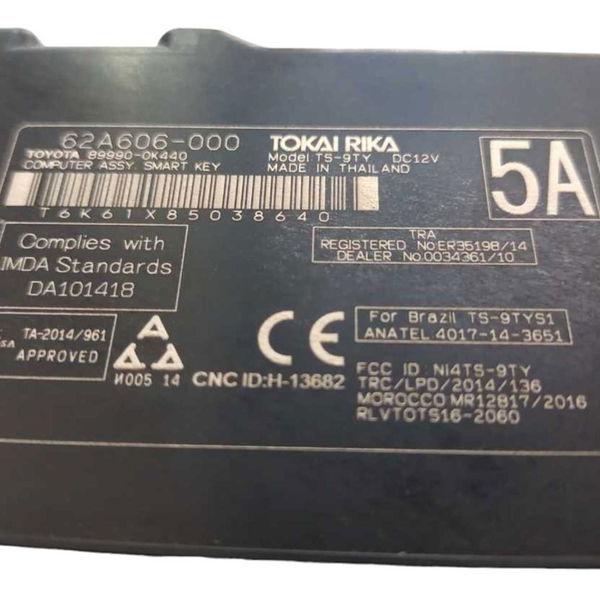 62A606-000
TOKAI RIKA
TOYOTA 89990-0K440
Model TS-9TY DC12V
COMPUTER ASSY, SMART KEY
MADE IN THAILAND
5A
T6K61X85038640
Complies with
IMDA Standards
DA101418
TRA
REGISTERED No:ER35198/14
DEALER No.0034361/10
TA-2014/961
APPROVED
И005 14
CE
CNC ID:H-13682
For Brazil TS-9TYS1
ANATEL 4017-14-3651
FCC ID: NI4TS-9TY
TRC/LPD/2014/136
MOROCCO MR12817/2016
RLVTOTS16-2060